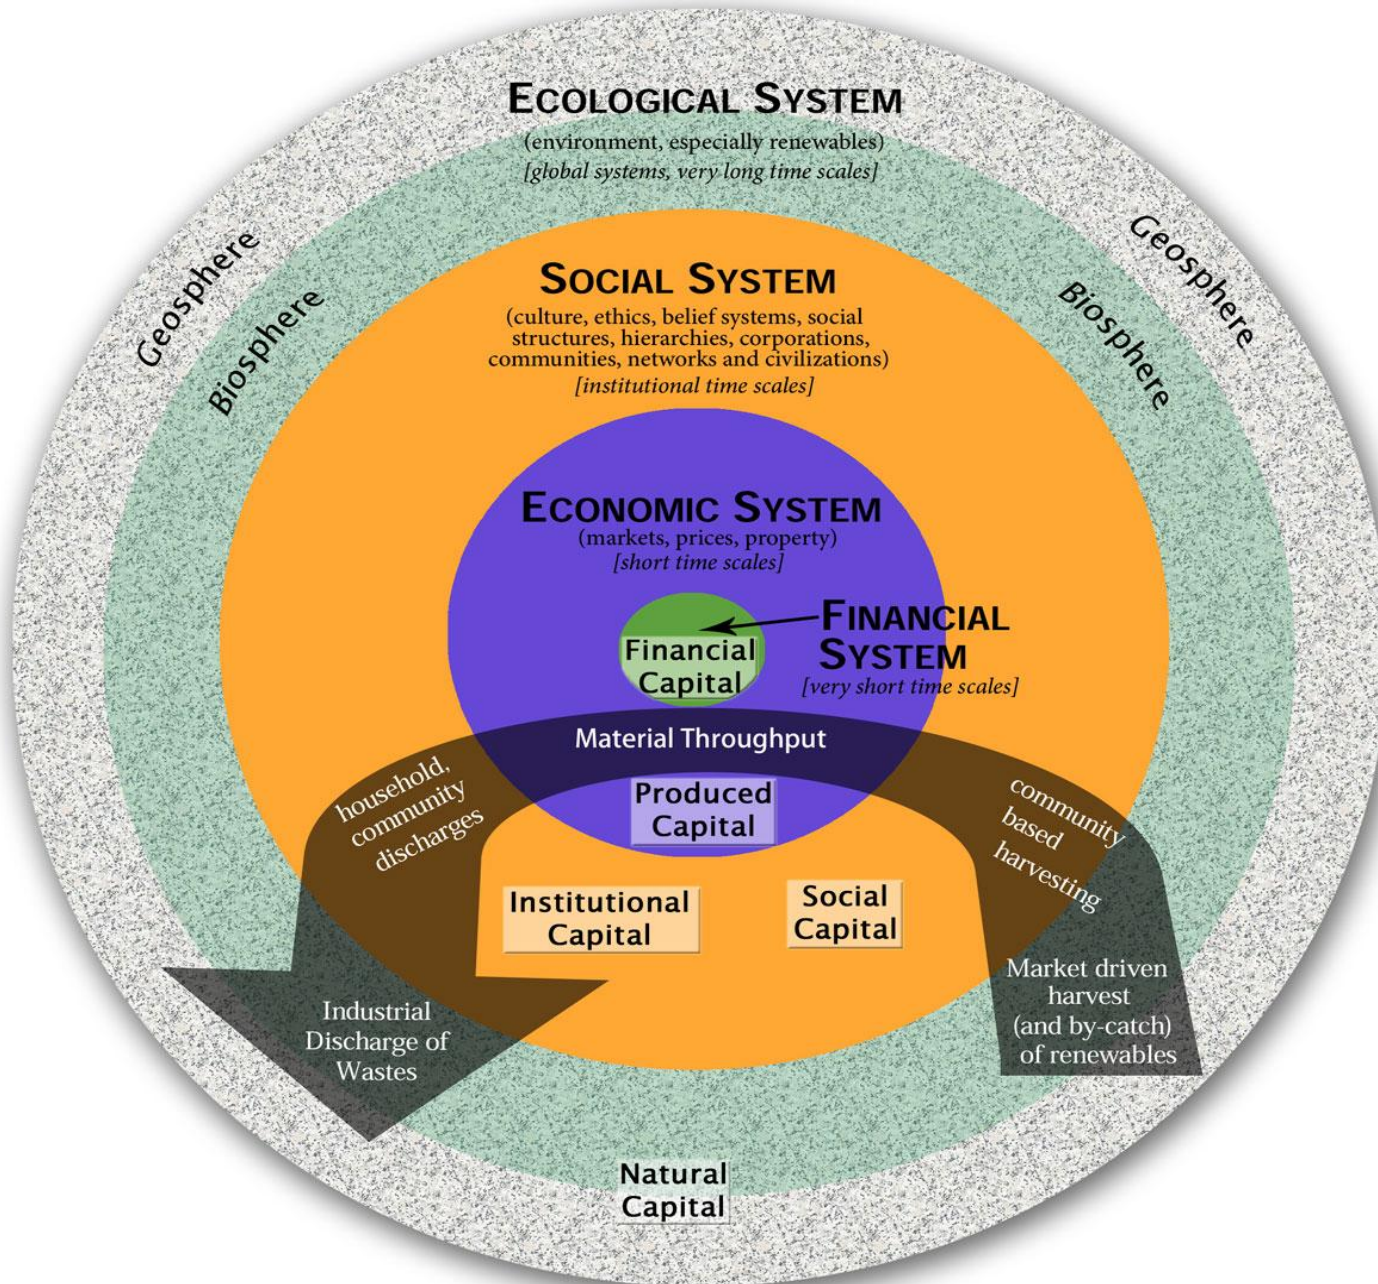 ECOLOGICAL SYSTEM
(environment, especially renewables)
[global systems, very long time scales]
Geosphere
Biosphere
Geosphere
Biosphere
SOCIAL SYSTEM
(culture, ethics, belief systems, social
structures, hierarchies, corporations,
communities, networks and civilizations)
[institutional time scales]
ECONOMIC SYSTEM
(markets, prices, property)
[short time scales]
FINANCIAL
SYSTEM
[very short time scales]
Financial
Capital
Material Throughput
Produced
Capital
household,
community
discharges
community
based
harvesting
Institutional
Capital
Social
Capital
Industrial
Discharge of
Wastes
Market driven
harvest
(and by-catch)
of renewables
Natural
Capital